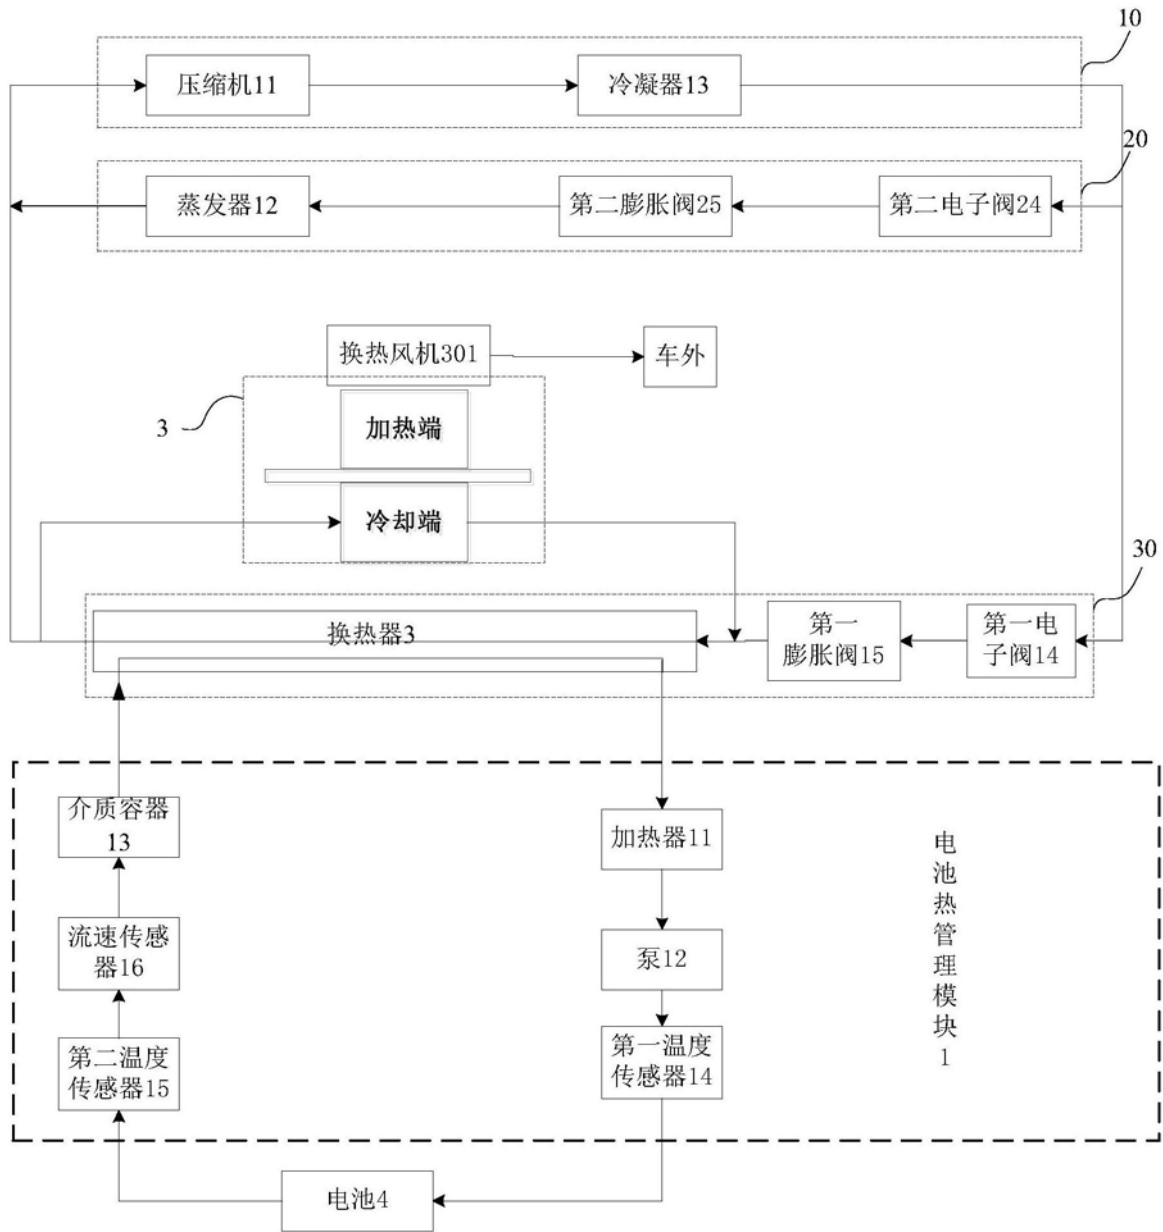 10
压缩机11
冷凝器13
20
蒸发器12
第二膨胀阀25
第二电子阀24
换热风机301
车外
3
加热端
冷却端
30
换热器3
第一
膨胀阀15
第一电
子阀14
介质容器
13
加热器11
流速传感
器16
泵12
第二温度
传感器15
第一温度
传感器14
电池热管理模块1
电池4